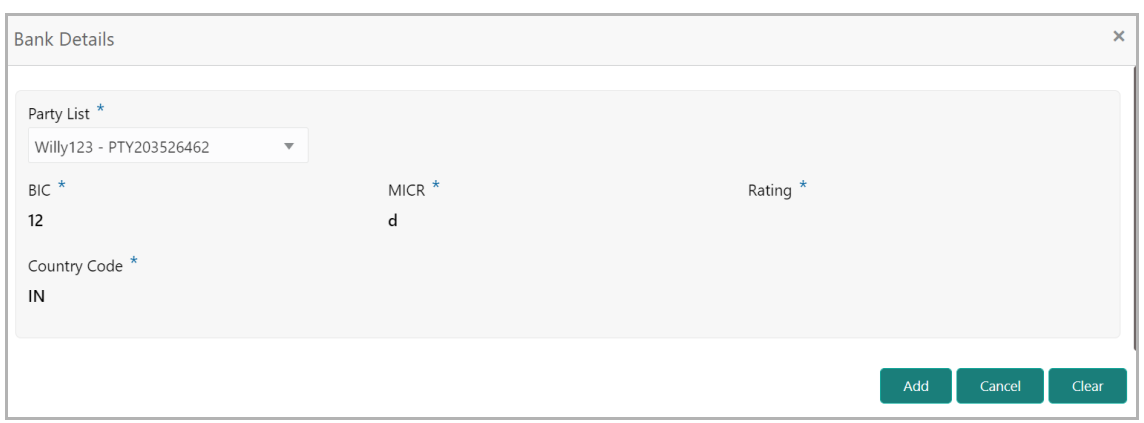 Bank Details ×
Party List *
Willy123 - PTY203526462
BIC * MICR * Rating *
12 d
Country Code *
IN
Add Cancel Clear